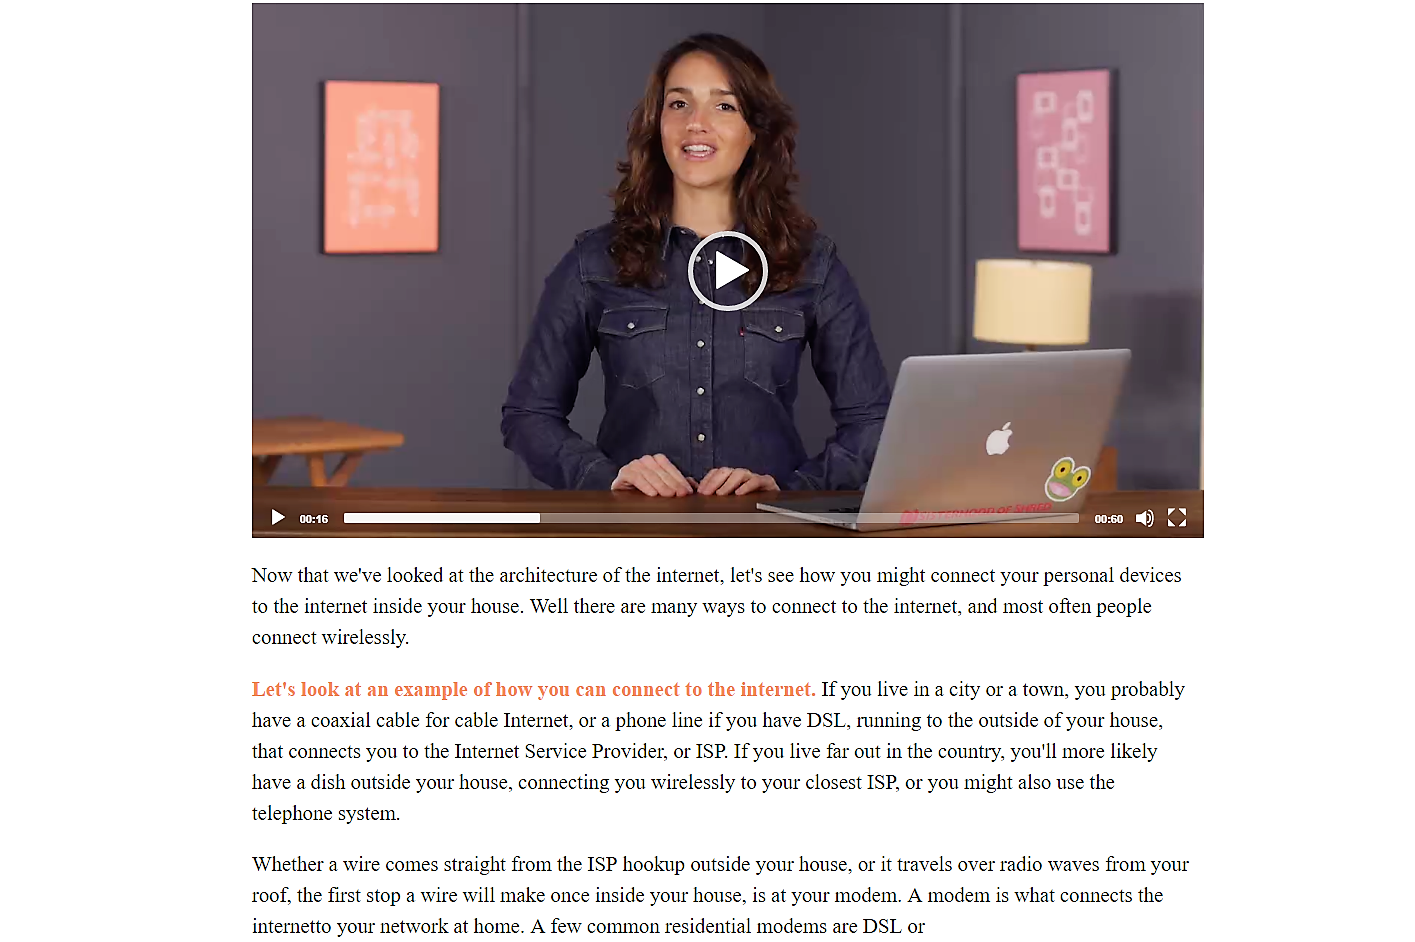 SISTERHOOD OF SHRED
00:16
00:60
Now that we've looked at the architecture of the internet, let's see how you might connect your personal devices
to the internet inside your house. Well there are many ways to connect to the internet, and most often people
connect wirelessly.
Let's look at an example of how you can connect to the internet. If you live in a city or a town, you probably
have a coaxial cable for cable Internet, or a phone line if you have DSL, running to the outside of your house,
that connects you to the Internet Service Provider, or ISP. If you live far out in the country, you'll more likely
have a dish outside your house, connecting you wirelessly to your closest ISP, or you might also use the
telephone system.
Whether a wire comes straight from the ISP hookup outside your house, or it travels over radio waves from your
roof, the first stop a wire will make once inside your house, is at your modem. A modem is what connects the
internetto your network at home. A few common residential modems are DSL or